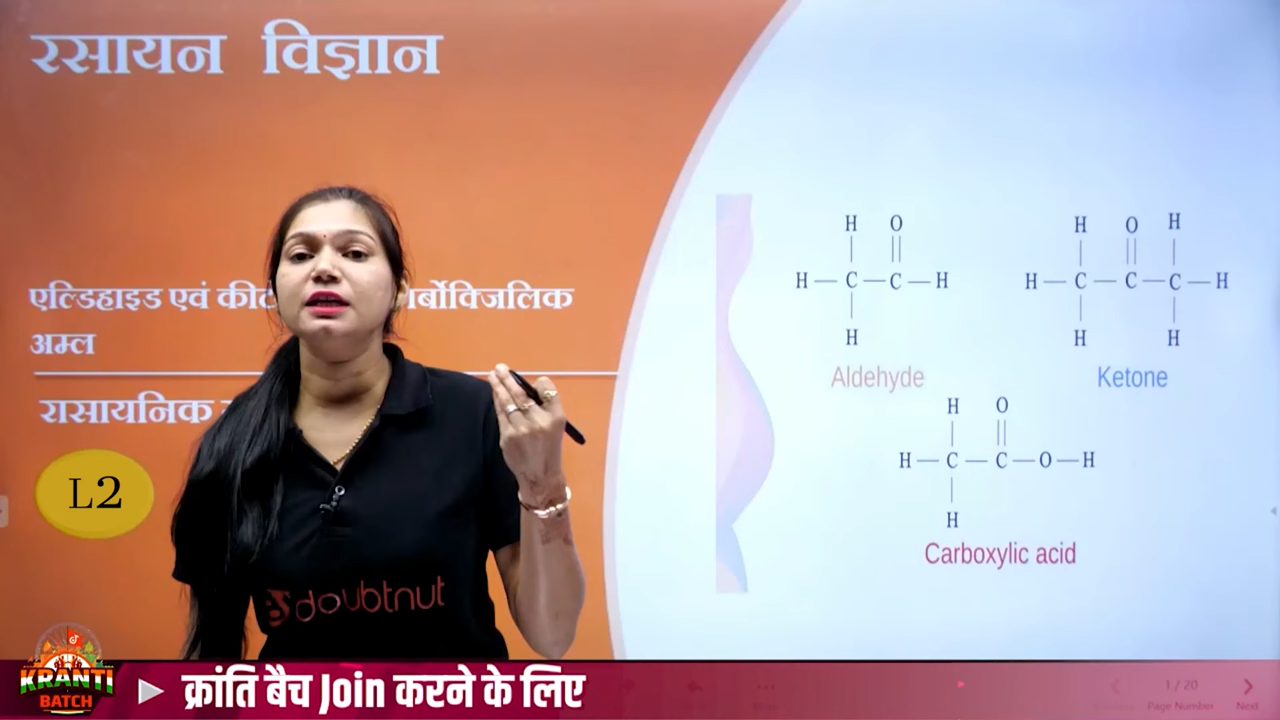 रसायन विज्ञान
एल्डिहाइड एवं
अम्ल
रासायनिक
L2
H O
H — C — C — H
H
Aldehyde
H O H
H — C — C — C — H
H H
Ketone
H O
H — C — C — O — H
H
Carboxylic acid
doubtnut
KRANTI
BATCH
क्रांति बैच Join करने के लिए
1 / 20
Page Number
Next